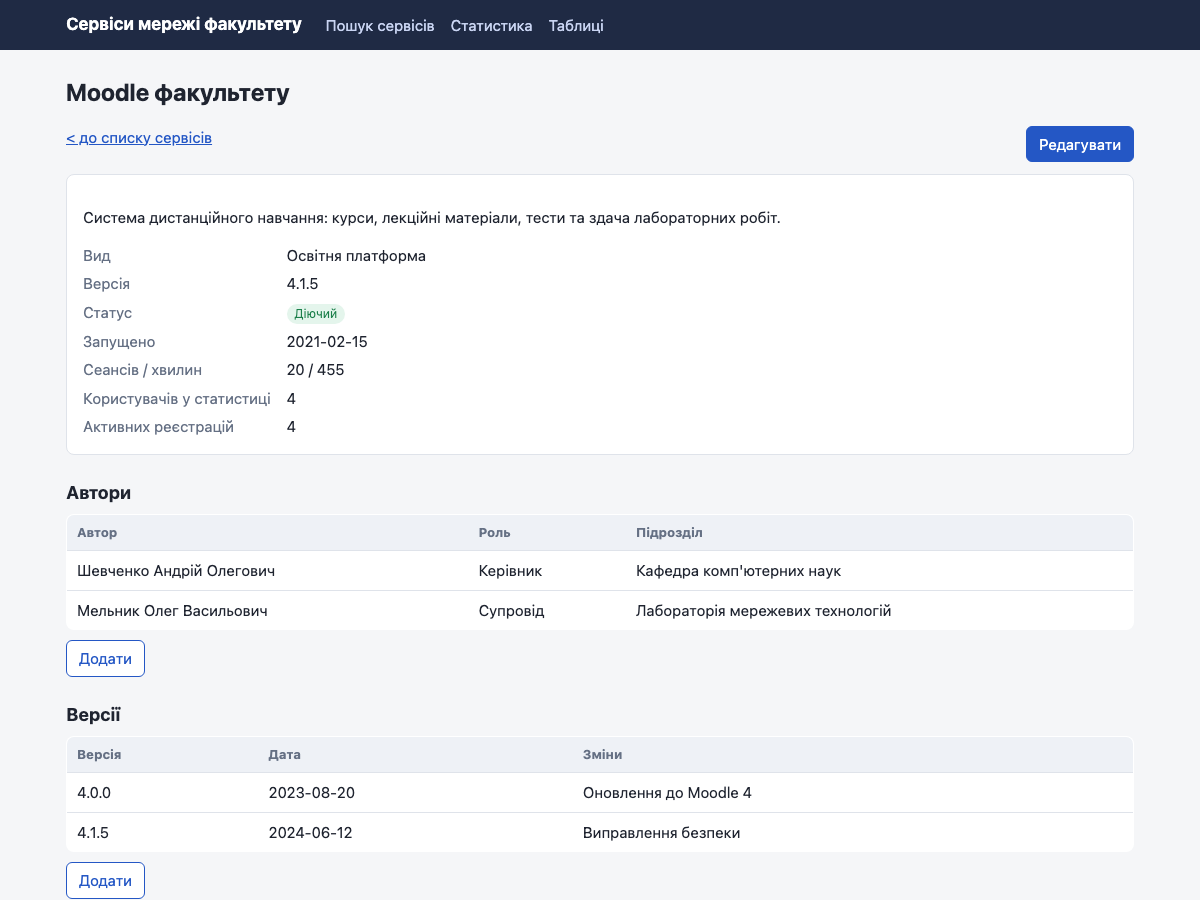 Сервіси мережі факультету Пошук сервісів Статистика Таблиці
Moodle факультету
< до списку сервісів
Редагувати
Система дистанційного навчання: курси, лекційні матеріали, тести та здача лабораторних робіт.
Вид Освітня платформа
Версія 4.1.5
Статус Діючий
Запущено 2021-02-15
Сеансів / хвилин 20 / 455
Користувачів у статистиці 4
Активних реєстрацій 4
Автори
Автор Роль Підрозділ
Шевченко Андрій Олегович Керівник Кафедра комп'ютерних наук
Мельник Олег Васильович Супровід Лабораторія мережевих технологій
Додати
Версії
Версія Дата Зміни
4.0.0 2023-08-20 Оновлення до Moodle 4
4.1.5 2024-06-12 Виправлення безпеки
Додати